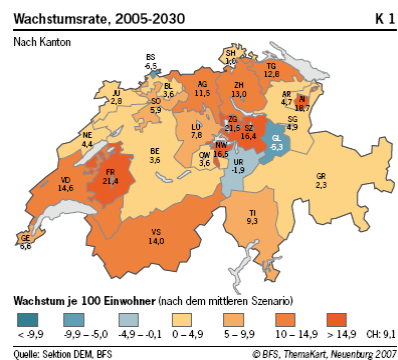 Wachstumsrate, 2005-2030 K 1
Nach Kanton
SH
1,0
BS
-6,5
TG
12,8
JU
2,8
BL
3,6
AG
11,5
ZH
13,0
SO
5,9
AR
4,7
AI
18,7
NE
4,4
LU
7,8
ZG
21,5
SZ
16,4
SG
4,9
BE
3,6
NW
16,5
OW
3,6
GL
-5,3
UR
-1,9
VD
14,6
FR
21,4
GR
2,3
GE
6,6
VS
14,0
TI
9,3
Wachstum je 100 Einwohner (nach dem mittleren Szenario)
< -9,9 -9,9 – -5,0 -4,9 – -0,1 0 – 4,9 5 – 9,9 10 – 14,9 > 14,9 CH: 9,1
Quelle: Sektion DEM, BFS © BFS, ThemaKart, Neuenburg 2007